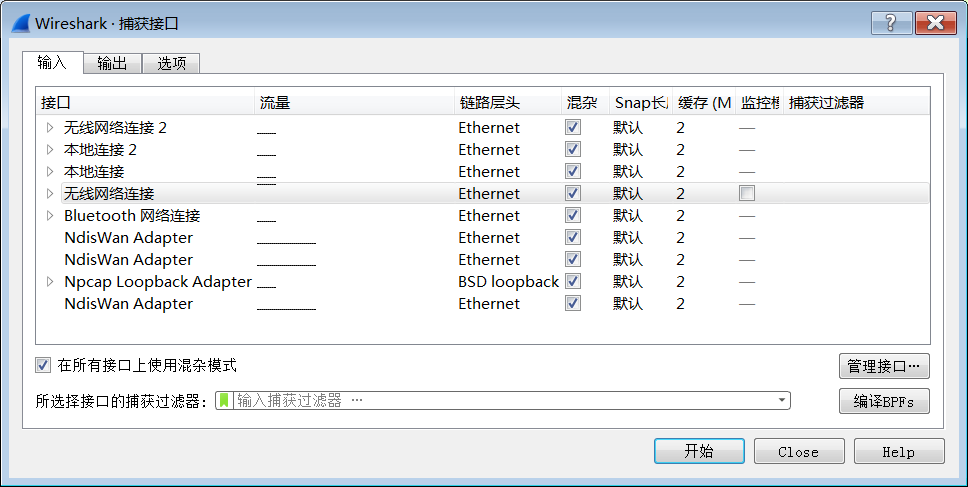 Wireshark · 捕获接口
输入 输出 选项
接口 流量 链路层头 混杂 Snap长 缓存 (M 监控模 捕获过滤器
无线网络连接 2 Ethernet 默认 2 —
本地连接 2 Ethernet 默认 2 —
本地连接 Ethernet 默认 2 —
无线网络连接 Ethernet 默认 2
Bluetooth 网络连接 Ethernet 默认 2 —
NdisWan Adapter Ethernet 默认 2 —
NdisWan Adapter Ethernet 默认 2 —
Npcap Loopback Adapter BSD loopback 默认 2 —
NdisWan Adapter Ethernet 默认 2 —
在所有接口上使用混杂模式 管理接口…
所选择接口的捕获过滤器: 输入捕获过滤器 … 编译BPFs
开始 Close Help